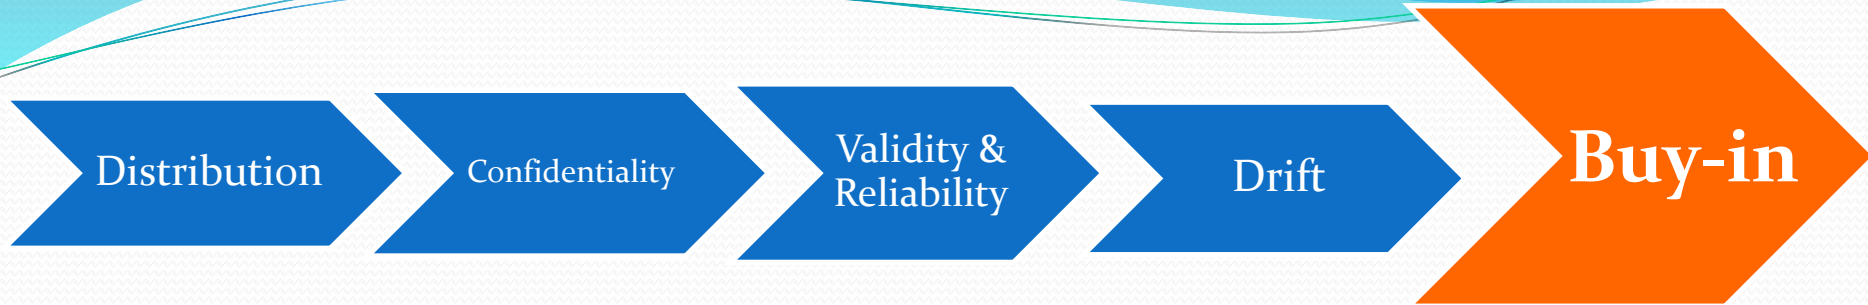 Distribution
Confidentiality
Validity &
Reliability
Drift
Buy-in